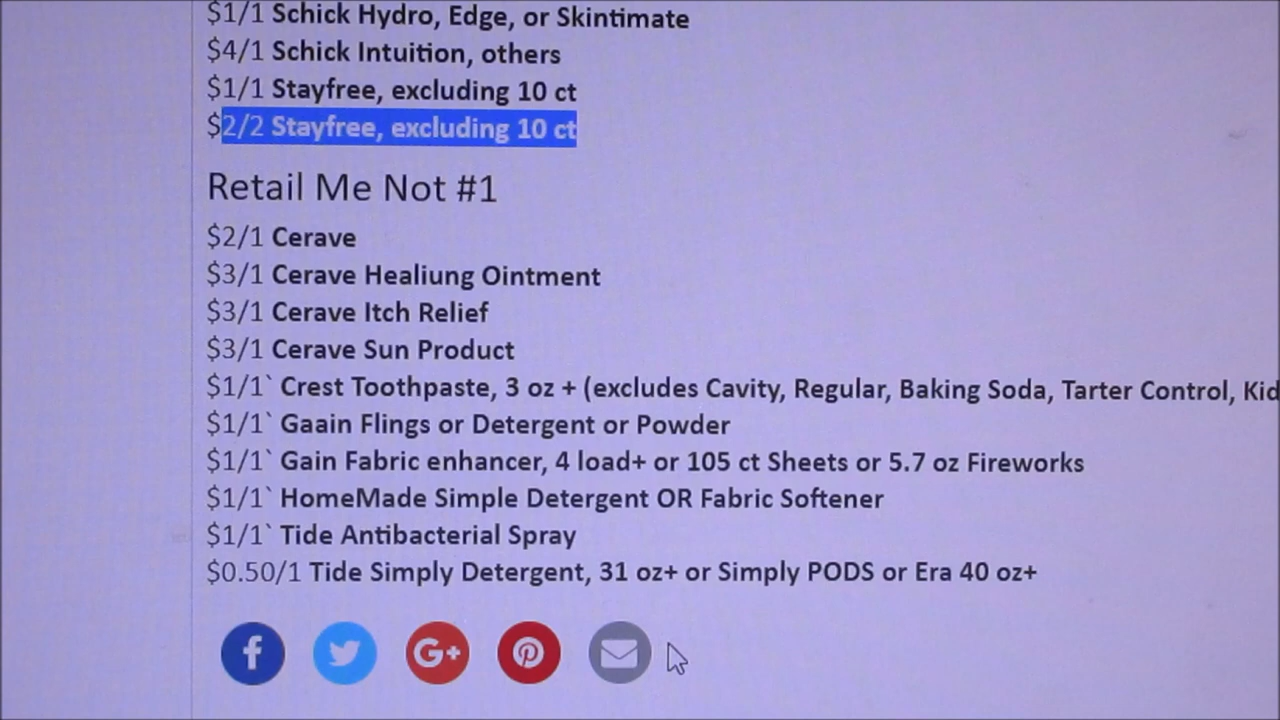 $1/1 Schick Hydro, Edge, or Skintimate
$4/1 Schick Intuition, others
$1/1 Stayfree, excluding 10 ct
$2/2 Stayfree, excluding 10 ct
Retail Me Not #1
$2/1 Cerave
$3/1 Cerave Healiung Ointment
$3/1 Cerave Itch Relief
$3/1 Cerave Sun Product
$1/1` Crest Toothpaste, 3 oz + (excludes Cavity, Regular, Baking Soda, Tarter Control, Kid
$1/1` Gaain Flings or Detergent or Powder
$1/1` Gain Fabric enhancer, 4 load+ or 105 ct Sheets or 5.7 oz Fireworks
$1/1` HomeMade Simple Detergent OR Fabric Softener
$1/1` Tide Antibacterial Spray
$0.50/1 Tide Simply Detergent, 31 oz+ or Simply PODS or Era 40 oz+
f G+